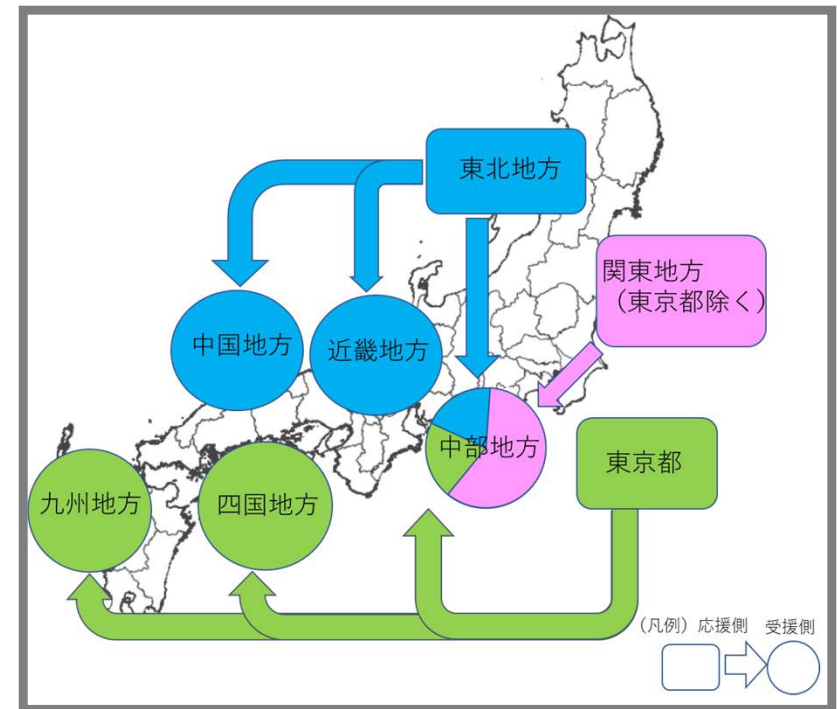 東北地方
関東地方
（東京都除く）
中国地方
近畿地方
中部地方
東京都
九州地方
四国地方
（凡例）応援側 受援側